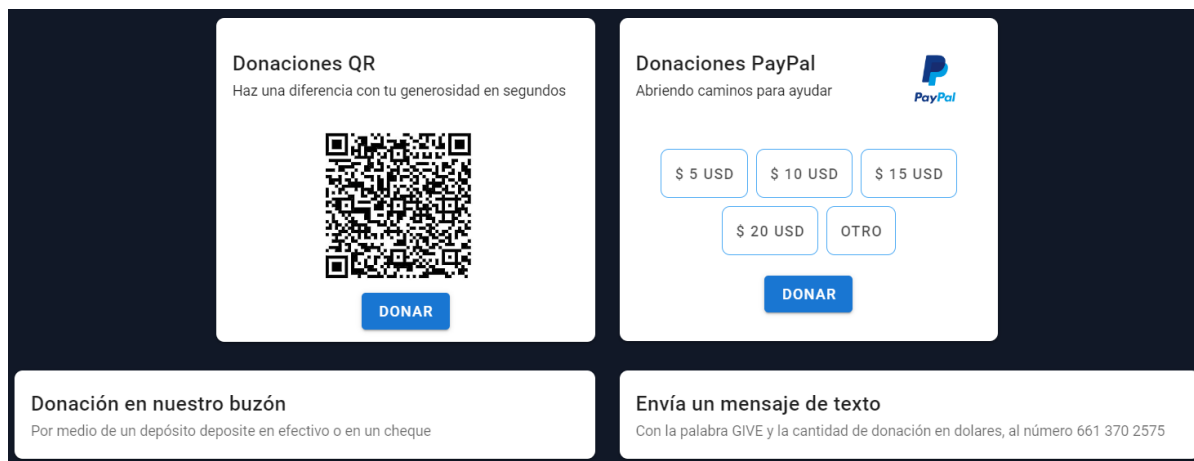 Donaciones QR
Haz una diferencia con tu generosidad en segundos
DONAR
Donaciones PayPal
Abriendo caminos para ayudar
PayPal
$ 5 USD
$ 10 USD
$ 15 USD
$ 20 USD
OTRO
DONAR
Donación en nuestro buzón
Por medio de un depósito deposite en efectivo o en un cheque
Envía un mensaje de texto
Con la palabra GIVE y la cantidad de donación en dolares, al número 661 370 2575